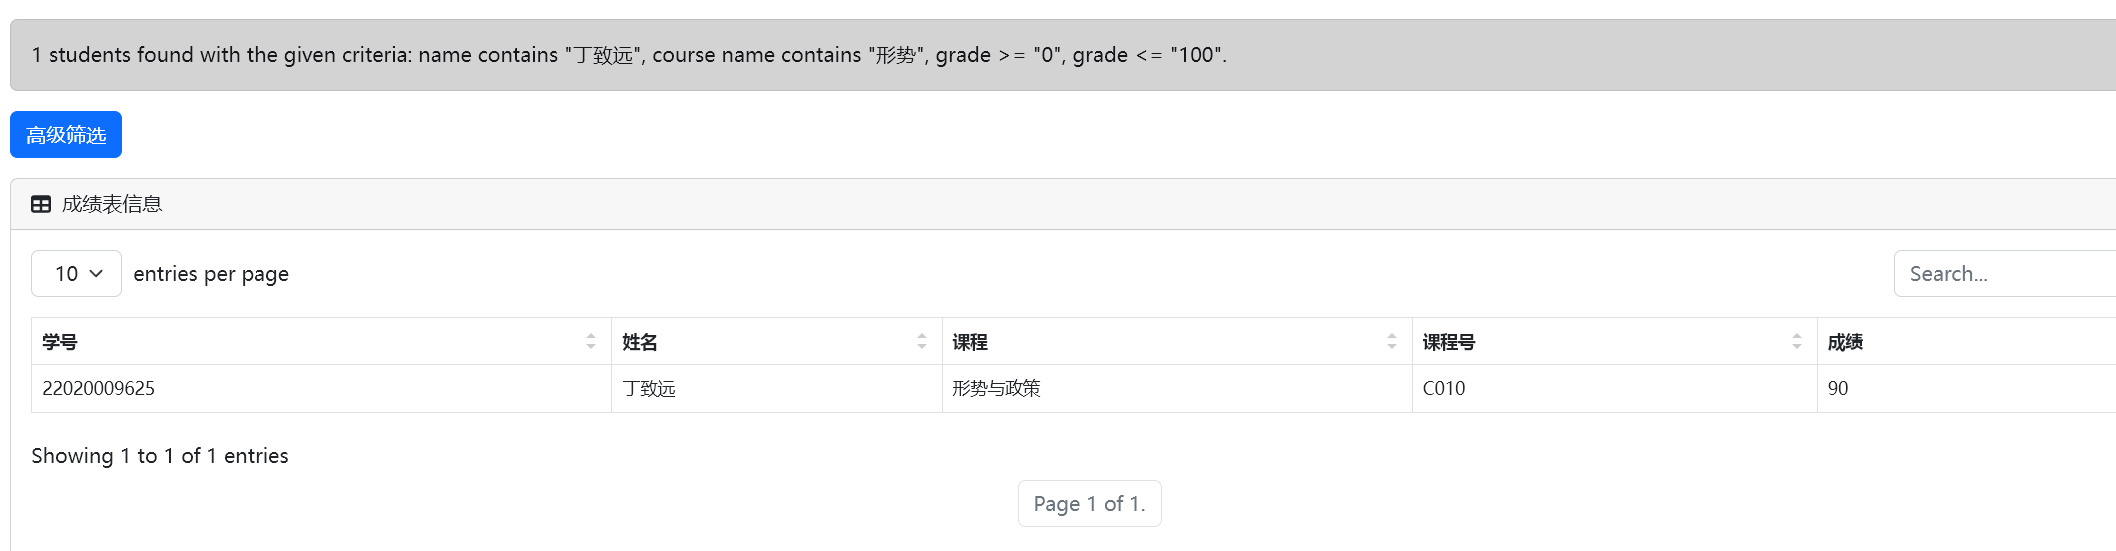 1 students found with the given criteria: name contains "丁致远", course name contains "形势", grade >= "0", grade <= "100".
高级筛选
成绩表信息
10 entries per page Search...
学号 姓名 课程 课程号 成绩
22020009625 丁致远 形势与政策 C010 90
Showing 1 to 1 of 1 entries
Page 1 of 1.